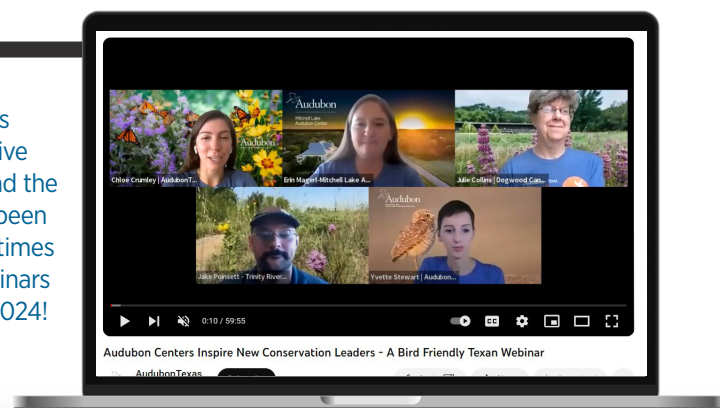 s
ive
nd the
been
times
inars
024!
Audubon
Audubon
Mitchell Lake
Audubon Center
Chloe Crumley | AudubonT...
Erin Magerl-Mitchell Lake A...
Julie Collins | Dogwood Can...
Audubon
Jake Poinsett - Trinity River...
Yvette Stewart | Audubon...
0:10 / 59:55
CC
Audubon Centers Inspire New Conservation Leaders - A Bird Friendly Texan Webinar
AudubonTexas